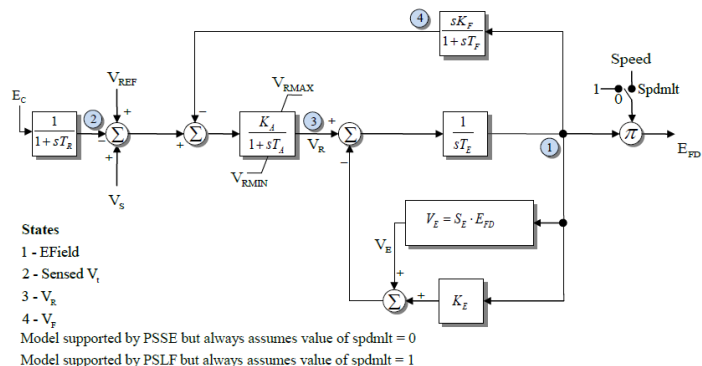 4
sK_F
1+sT_F
Speed
1
0
Spdmlt
V_REF
V_RMAX
E_C
1
1+sT_R
2
+
−
+
Σ
−
+
Σ
K_A
1+sT_A
3
V_R
+
−
Σ
1
sT_E
1
π
E_FD
V_RMIN
V_S
V_E = S_E · E_FD
V_E
+
Σ
+
K_E
States
1 - EField
2 - Sensed V_t
3 - V_R
4 - V_F
Model supported by PSSE but always assumes value of spdmlt = 0
Model supported by PSLF but always assumes value of spdmlt = 1